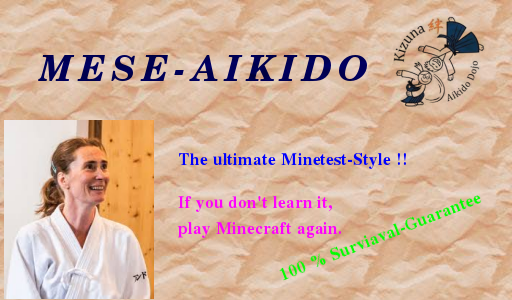 MESE-AIKIDO
Kizuna 絆
Aikido Dojo
The ultimate Minetest-Style !!
If you don't learn it,
play Minecraft again.
100 % Surviaval-Guarantee